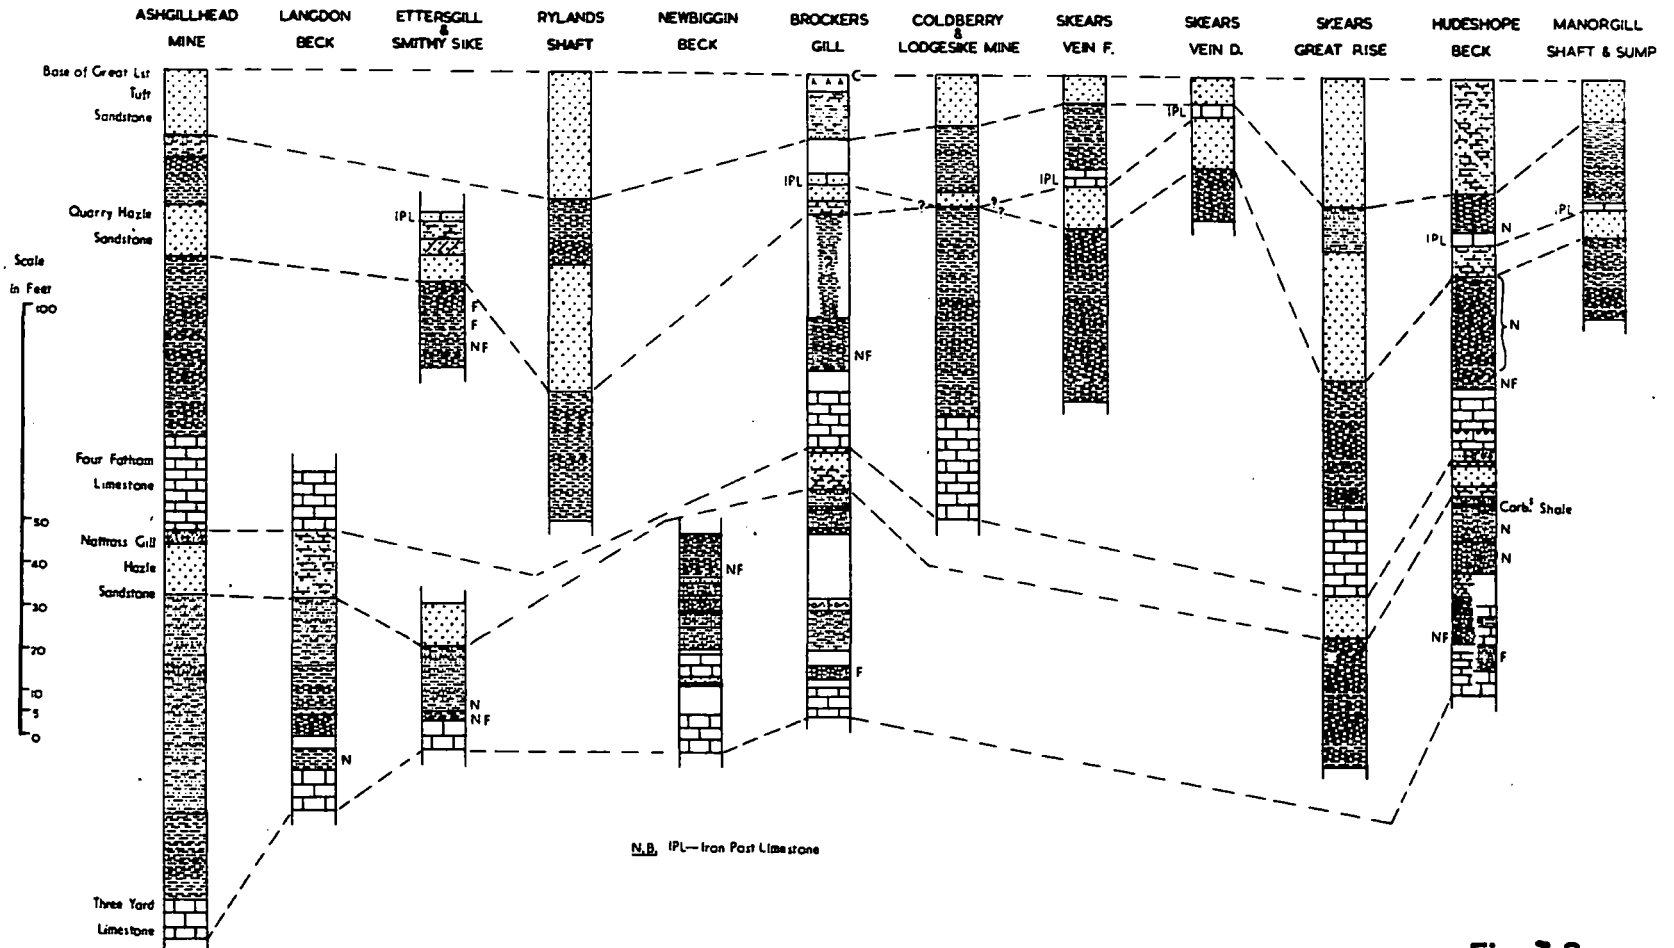 ASHGILLHEAD
MINE
LANGDON
BECK
ETTERSGILL
&
SMITHY SIKE
RYLANDS
SHAFT
NEWBIGGIN
BECK
BROCKERS
GILL
COLDBERRY
&
LODGESIKE MINE
SKEARS
VEIN F.
SKEARS
VEIN D.
SKEARS
GREAT RISE
HUDESHOPE
BECK
MANORGILL
SHAFT & SUMP
Base of Great Lst
Tuft
Sandstone
Quarry Hazle
Sandstone
Scale
in Feet
100
50
40
30
20
10
5
0
Four Fathom
Limestone
Nattrass Gill
Hazle
Sandstone
Three Yard
Limestone
N
IPL
F
F
NF
N
NF
NF
C
IPL
NF
F
?
?
?
IPL
IPL
N
IPL
N
NF
Carb. Shale
N
N
NF
F
IPL
N.B. IPL—Iron Post Limestone